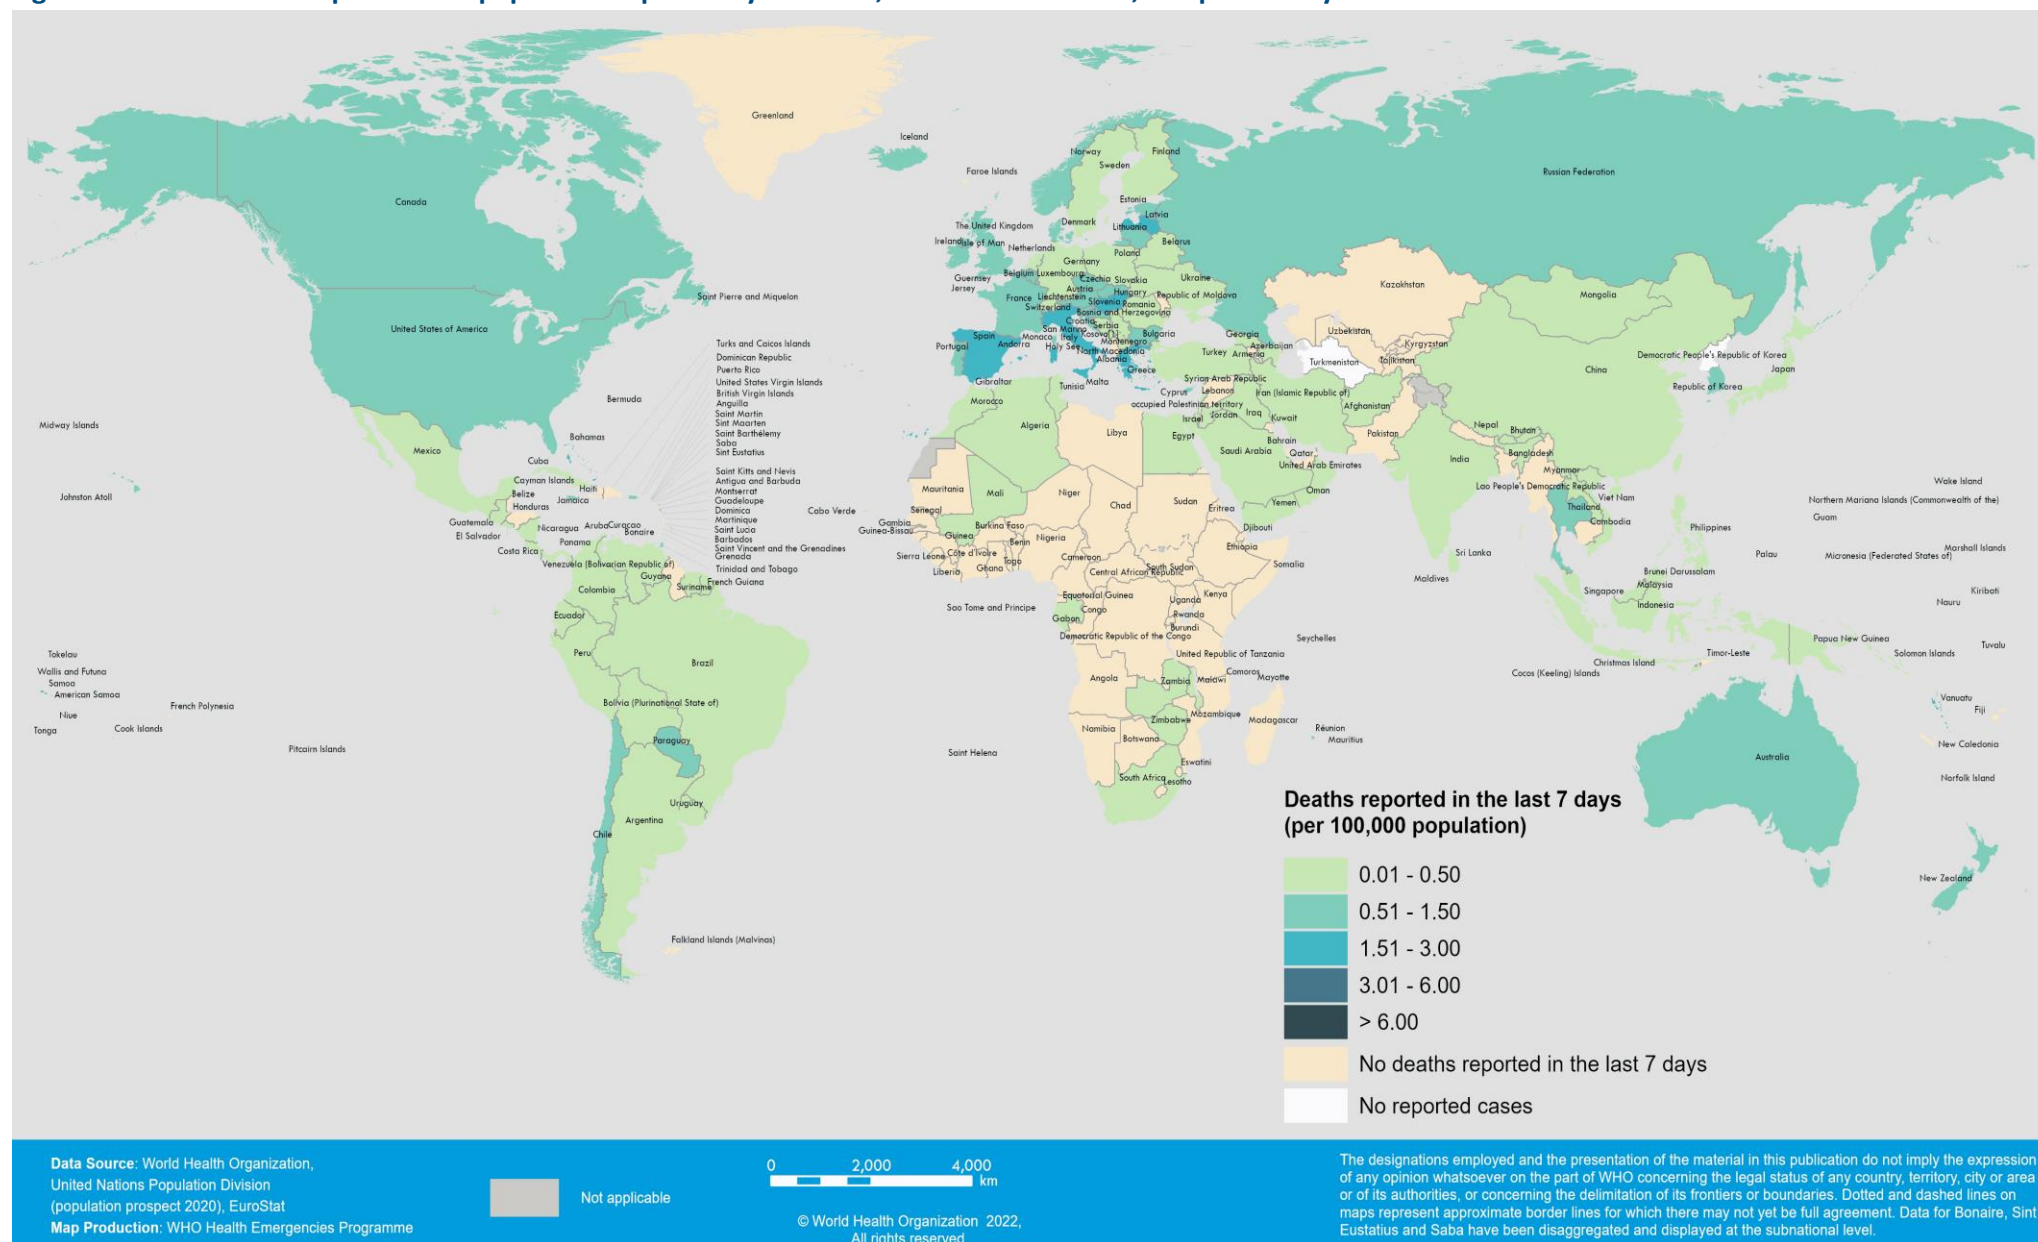 Greenland
Iceland
Faroe Islands
Norway
Finland
Sweden
Russian Federation
Canada
Estonia
Latvia
Denmark
Lithuania
The United Kingdom
Ireland
Isle of Man
Netherlands
Belarus
Poland
Germany
Guernsey
Jersey
Belgium
Luxembourg
Czechia
Slovakia
Ukraine
Austria
Hungary
Republic of Moldova
France
Liechtenstein
Switzerland
Slovenia
Romania
Bosnia and Herzegovina
Croatia
Serbia
San Marino
Italy
Monaco
Bulgaria
Montenegro
Holy See
North Macedonia
Albania
Andorra
Spain
Portugal
Greece
Gibraltar
Malta
Tunisia
Saint Pierre and Miquelon
United States of America
Kazakhstan
Mongolia
Uzbekistan
Georgia
Azerbaijan
Kyrgyzstan
Turkey
Armenia
Turkmenistan
Tajikistan
Democratic People's Republic of Korea
China
Japan
Republic of Korea
Syrian Arab Republic
Cyprus
Lebanon
Iran (Islamic Republic of)
occupied Palestinian territory
Afghanistan
Israel
Jordan
Iraq
Kuwait
Morocco
Algeria
Libya
Egypt
Bahrain
Pakistan
Nepal
Bhutan
Saudi Arabia
Qatar
United Arab Emirates
India
Bangladesh
Myanmar
Oman
Lao People's Democratic Republic
Viet Nam
Thailand
Cambodia
Yemen
Turks and Caicos Islands
Dominican Republic
Puerto Rico
United States Virgin Islands
British Virgin Islands
Anguilla
Saint Martin
Sint Maarten
Saint Barthélemy
Saba
Sint Eustatius
Saint Kitts and Nevis
Antigua and Barbuda
Montserrat
Guadeloupe
Dominica
Martinique
Saint Lucia
Barbados
Saint Vincent and the Grenadines
Grenada
Trinidad and Tobago
Bermuda
Midway Islands
Bahamas
Mexico
Cuba
Cayman Islands
Haiti
Belize
Jamaica
Honduras
Johnston Atoll
Guatemala
El Salvador
Nicaragua
Aruba
Curaçao
Bonaire
Panama
Costa Rica
Venezuela (Bolivarian Republic of)
Guyana
Suriname
French Guiana
Colombia
Ecuador
Peru
Brazil
Bolivia (Plurinational State of)
Paraguay
Uruguay
Argentina
Chile
Falkland Islands (Malvinas)
Cabo Verde
Mauritania
Mali
Niger
Chad
Sudan
Eritrea
Senegal
Gambia
Guinea-Bissau
Guinea
Burkina Faso
Benin
Nigeria
Djibouti
Ethiopia
Sierra Leone
Côte d'Ivoire
Liberia
Ghana
Togo
Cameroon
Central African Republic
South Sudan
Somalia
Sao Tome and Principe
Equatorial Guinea
Uganda
Kenya
Gabon
Congo
Rwanda
Burundi
Democratic Republic of the Congo
Seychelles
United Republic of Tanzania
Angola
Zambia
Malawi
Comoros
Mayotte
Zimbabwe
Mozambique
Madagascar
Namibia
Botswana
Réunion
Mauritius
Saint Helena
Eswatini
South Africa
Lesotho
Sri Lanka
Maldives
Philippines
Palau
Wake Island
Northern Mariana Islands (Commonwealth of the)
Guam
Marshall Islands
Micronesia (Federated States of)
Brunei Darussalam
Malaysia
Singapore
Indonesia
Kiribati
Nauru
Papua New Guinea
Tuvalu
Solomon Islands
Timor-Leste
Christmas Island
Cocos (Keeling) Islands
Vanuatu
Fiji
New Caledonia
Norfolk Island
Australia
New Zealand
Tokelau
Wallis and Futuna
Samoa
American Samoa
Niue
Tonga
Cook Islands
French Polynesia
Pitcairn Islands
Deaths reported in the last 7 days
(per 100,000 population)
0.01 - 0.50
0.51 - 1.50
1.51 - 3.00
3.01 - 6.00
> 6.00
No deaths reported in the last 7 days
No reported cases
Data Source: World Health Organization,
United Nations Population Division
(population prospect 2020), EuroStat
Map Production: WHO Health Emergencies Programme
Not applicable
0 2,000 4,000
km
© World Health Organization 2022,
All rights reserved
The designations employed and the presentation of the material in this publication do not imply the expression
of any opinion whatsoever on the part of WHO concerning the legal status of any country, territory, city or area
or of its authorities, or concerning the delimitation of its frontiers or boundaries. Dotted and dashed lines on
maps represent approximate border lines for which there may not yet be full agreement. Data for Bonaire, Sint
Eustatius and Saba have been disaggregated and displayed at the subnational level.